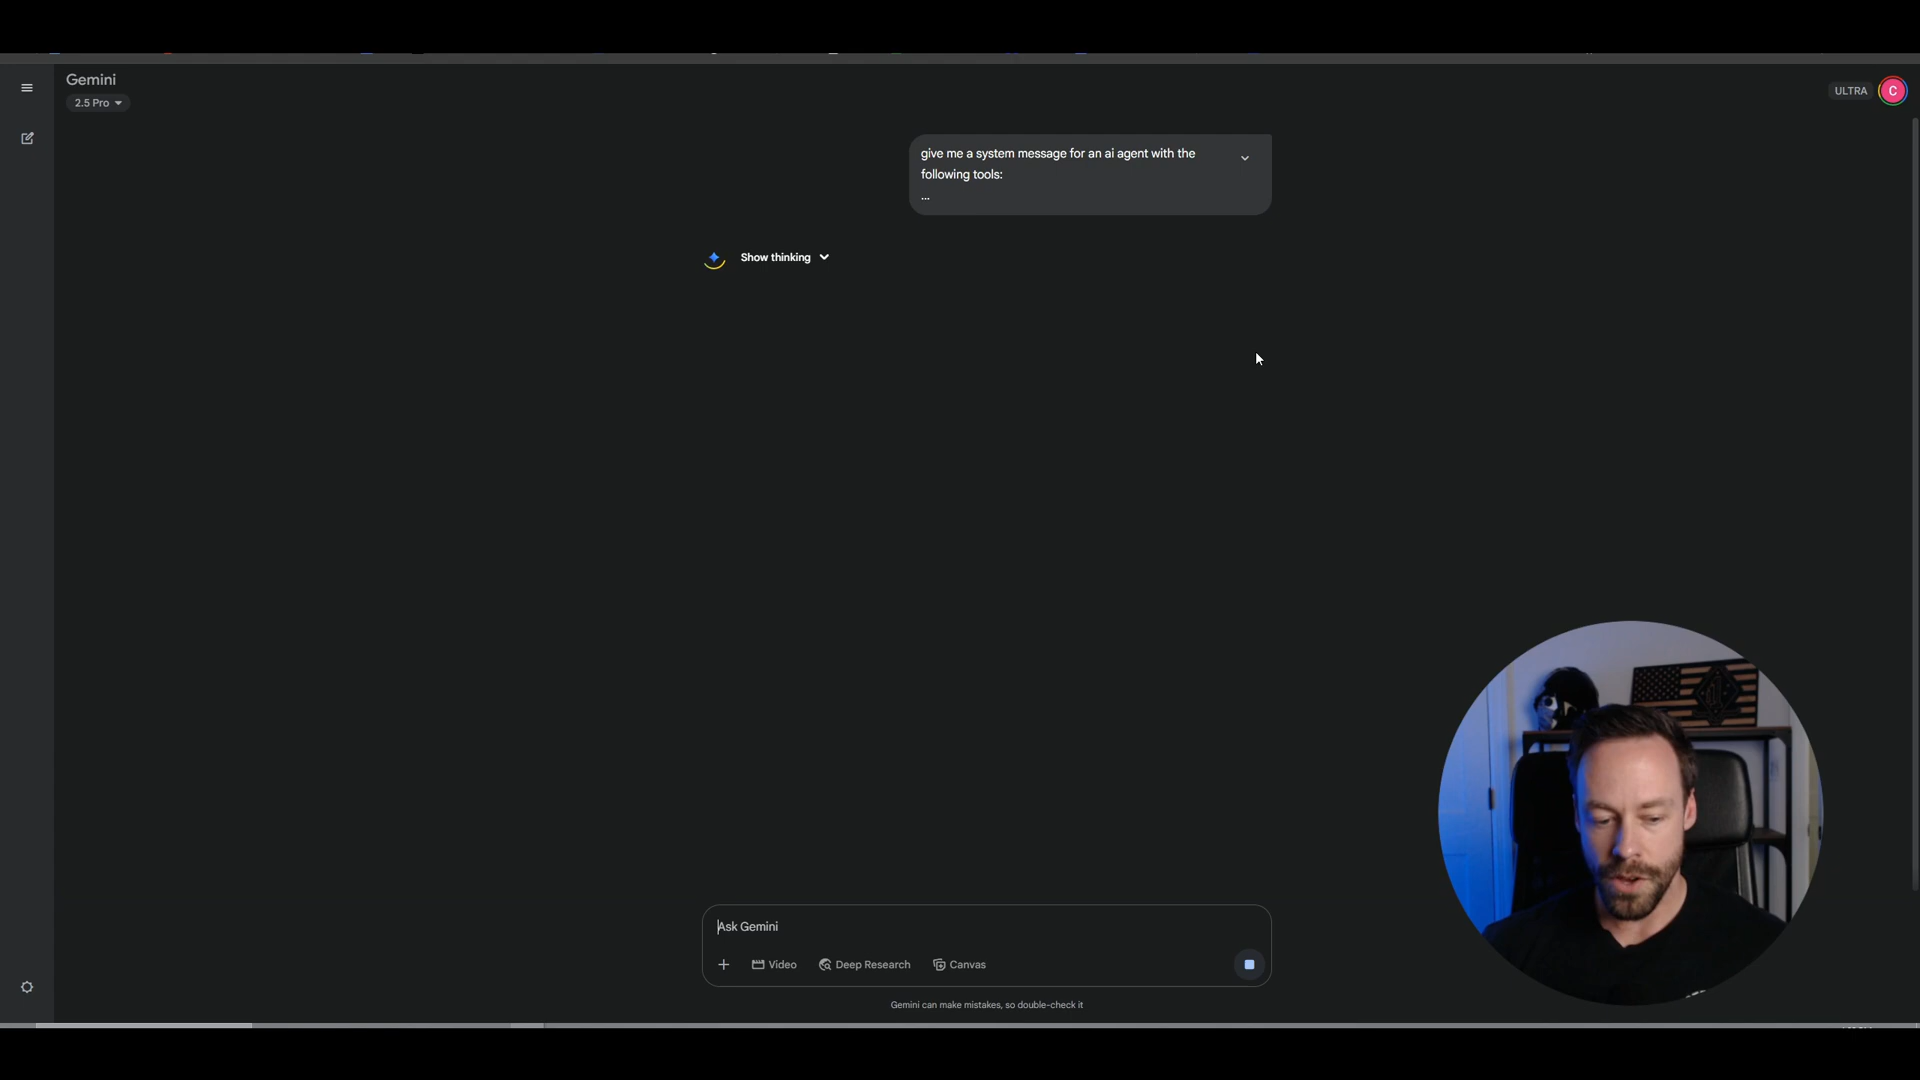 Gemini
2.5 Pro
ULTRA
C
give me a system message for an ai agent with the
following tools:
...
Show thinking
Ask Gemini
Video
Deep Research
Canvas
Gemini can make mistakes, so double-check it